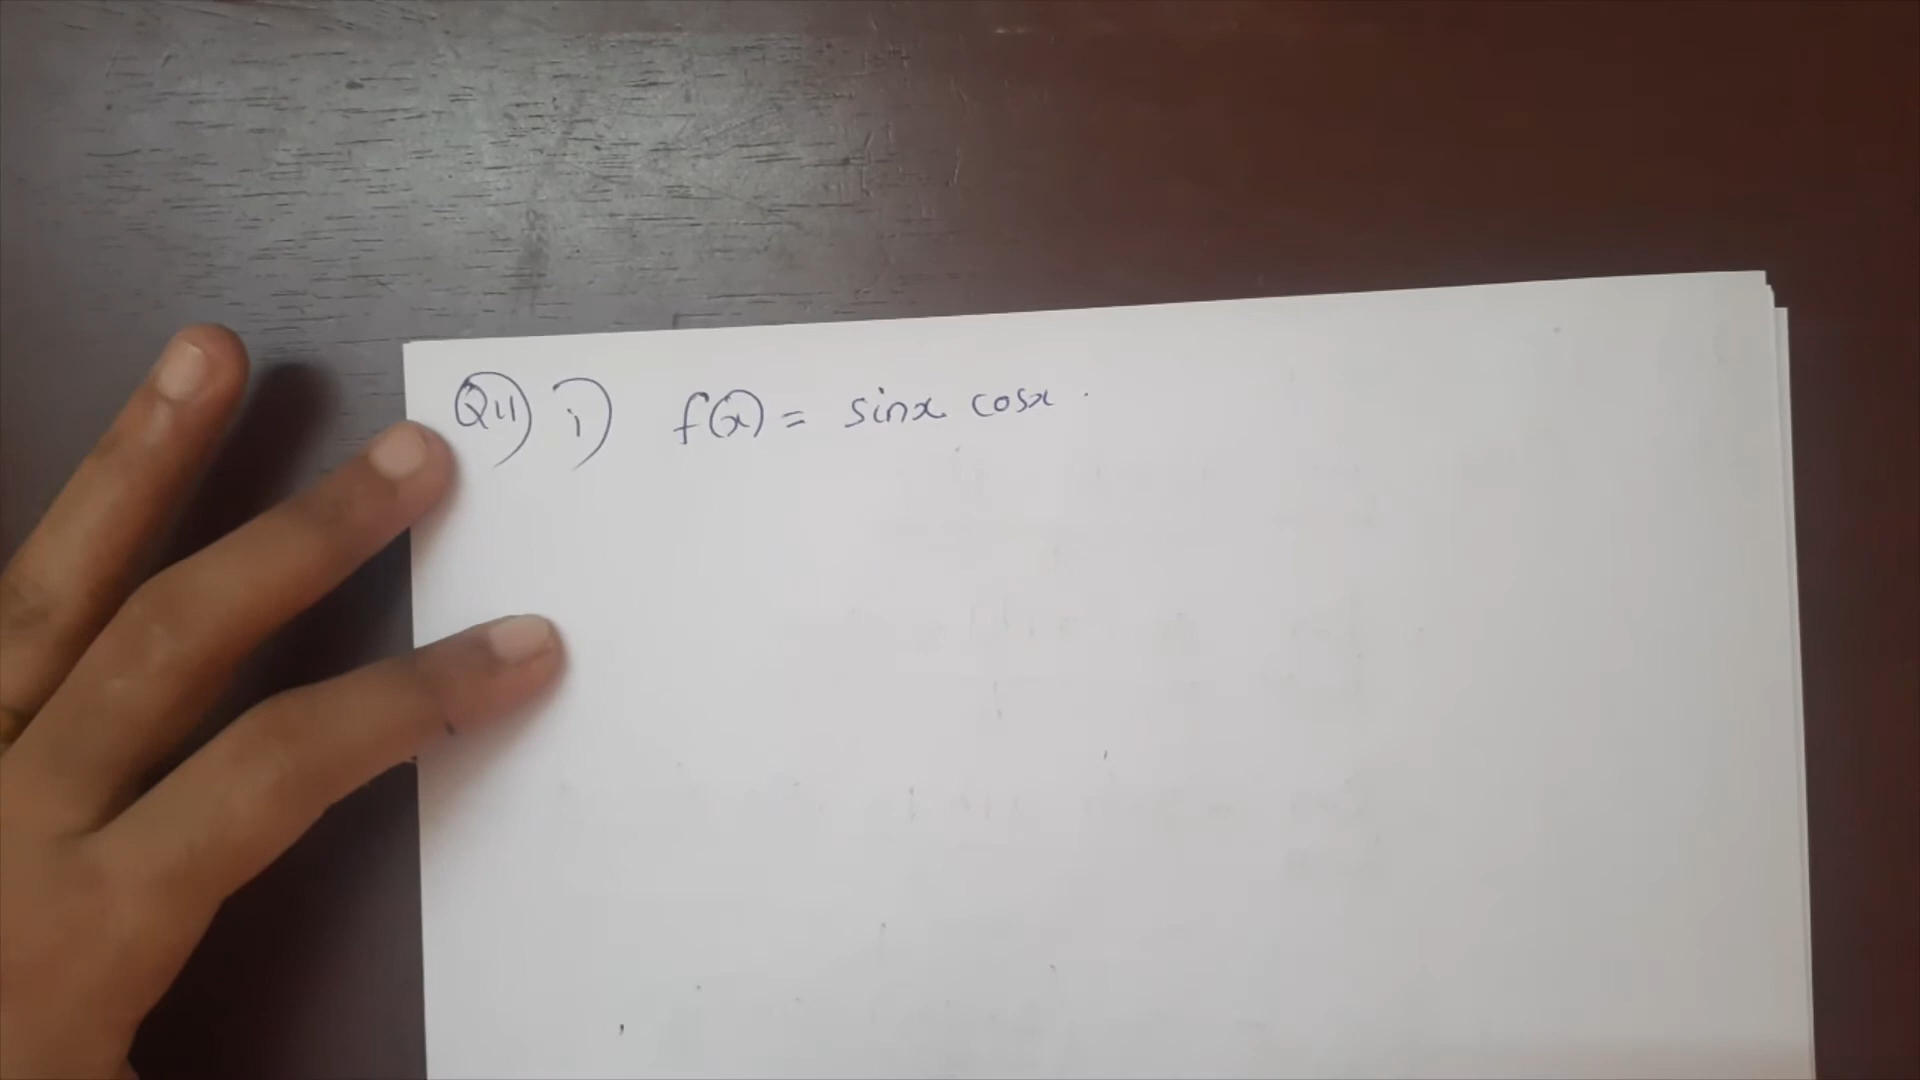 Q11) i) f(x) = sinx cosx.